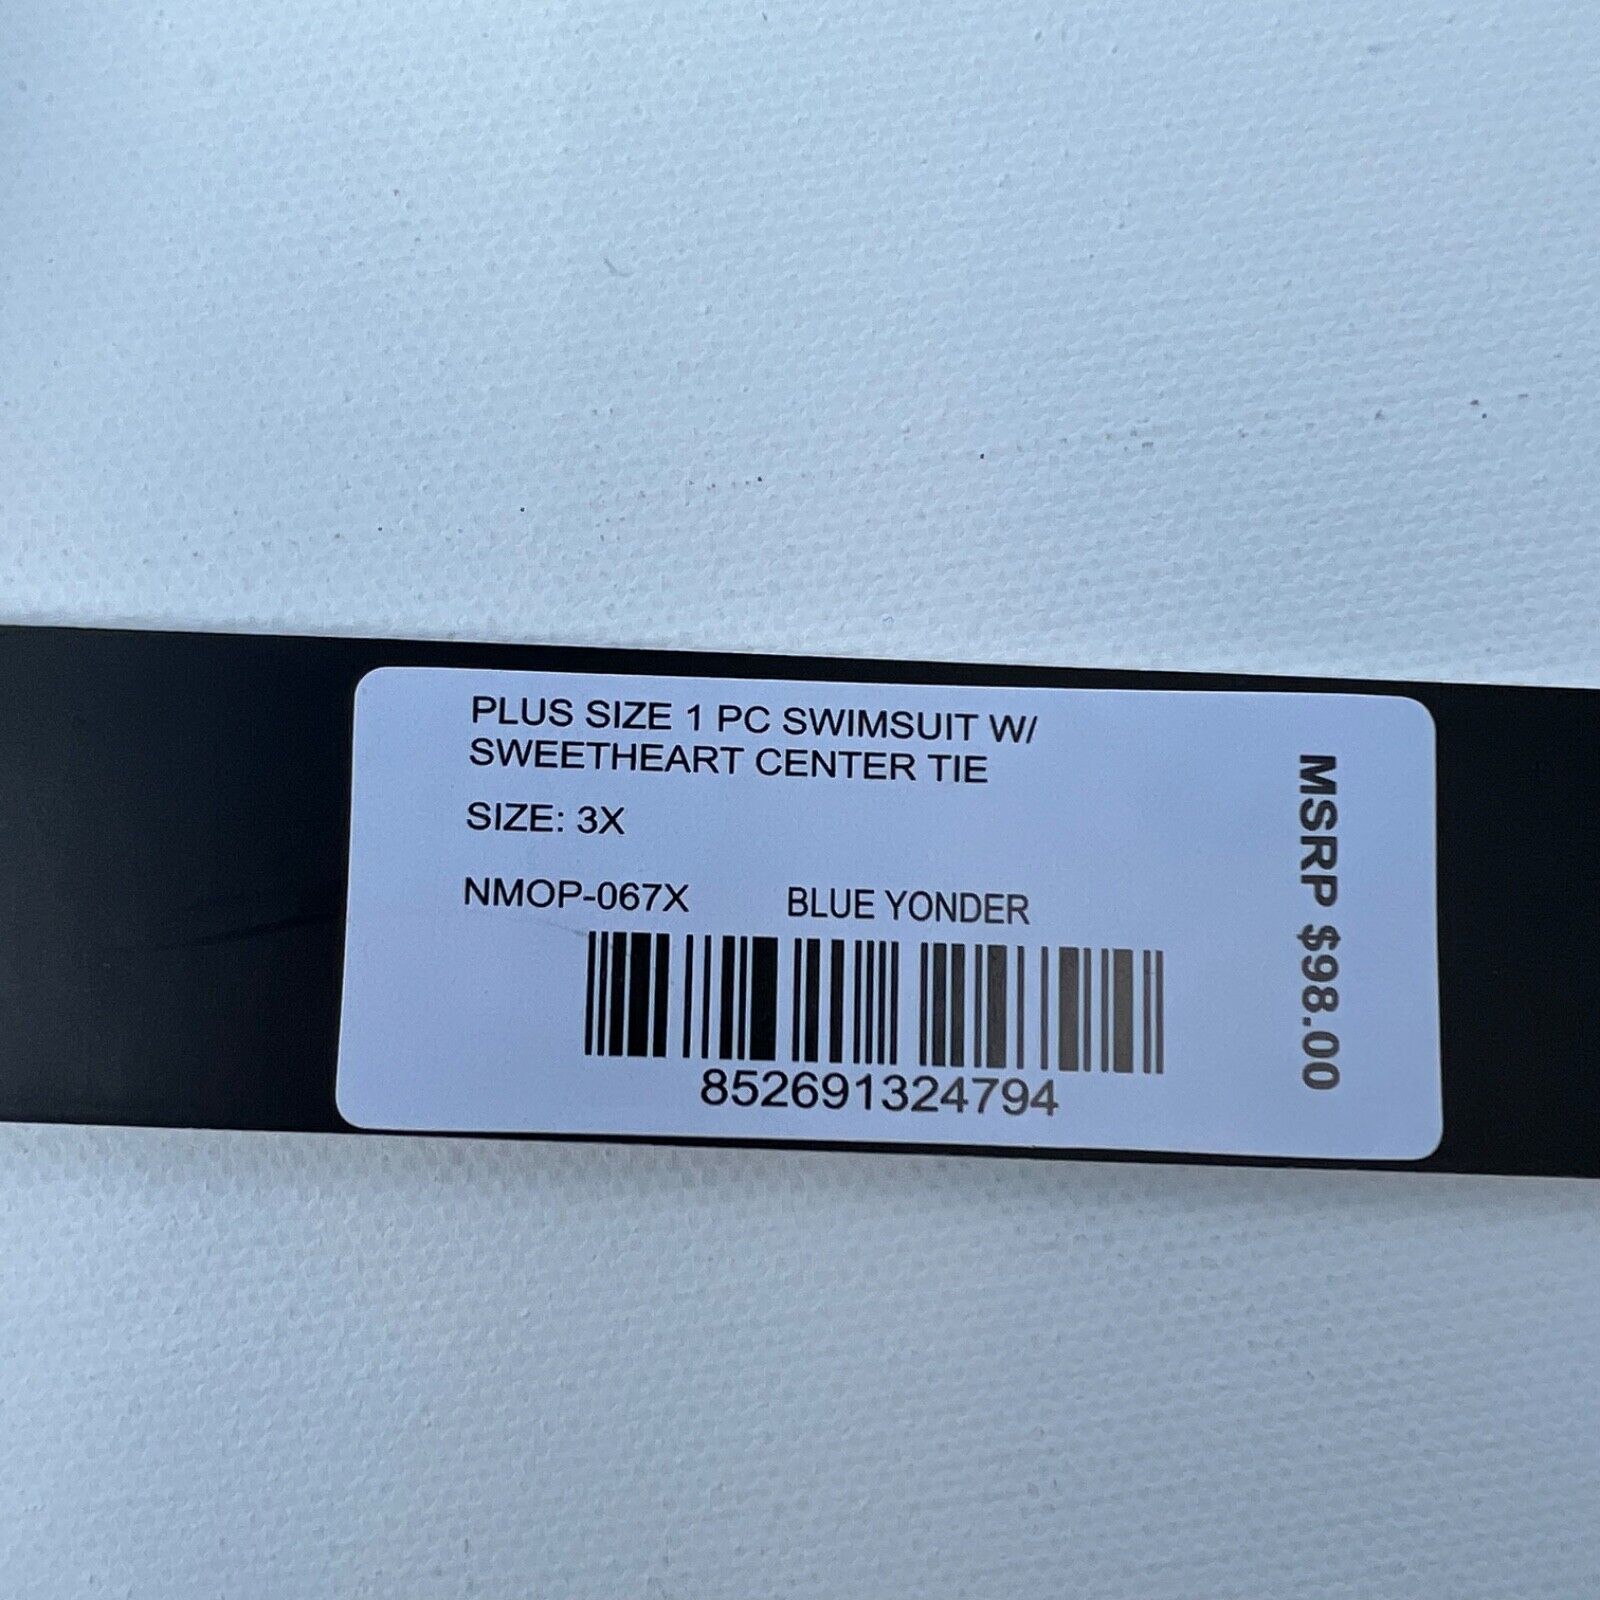 PLUS SIZE 1 PC SWIMSUIT W/
SWEETHEART CENTER TIE
SIZE: 3X
NMOP-067X BLUE YONDER
852691324794
MSRP $98.00